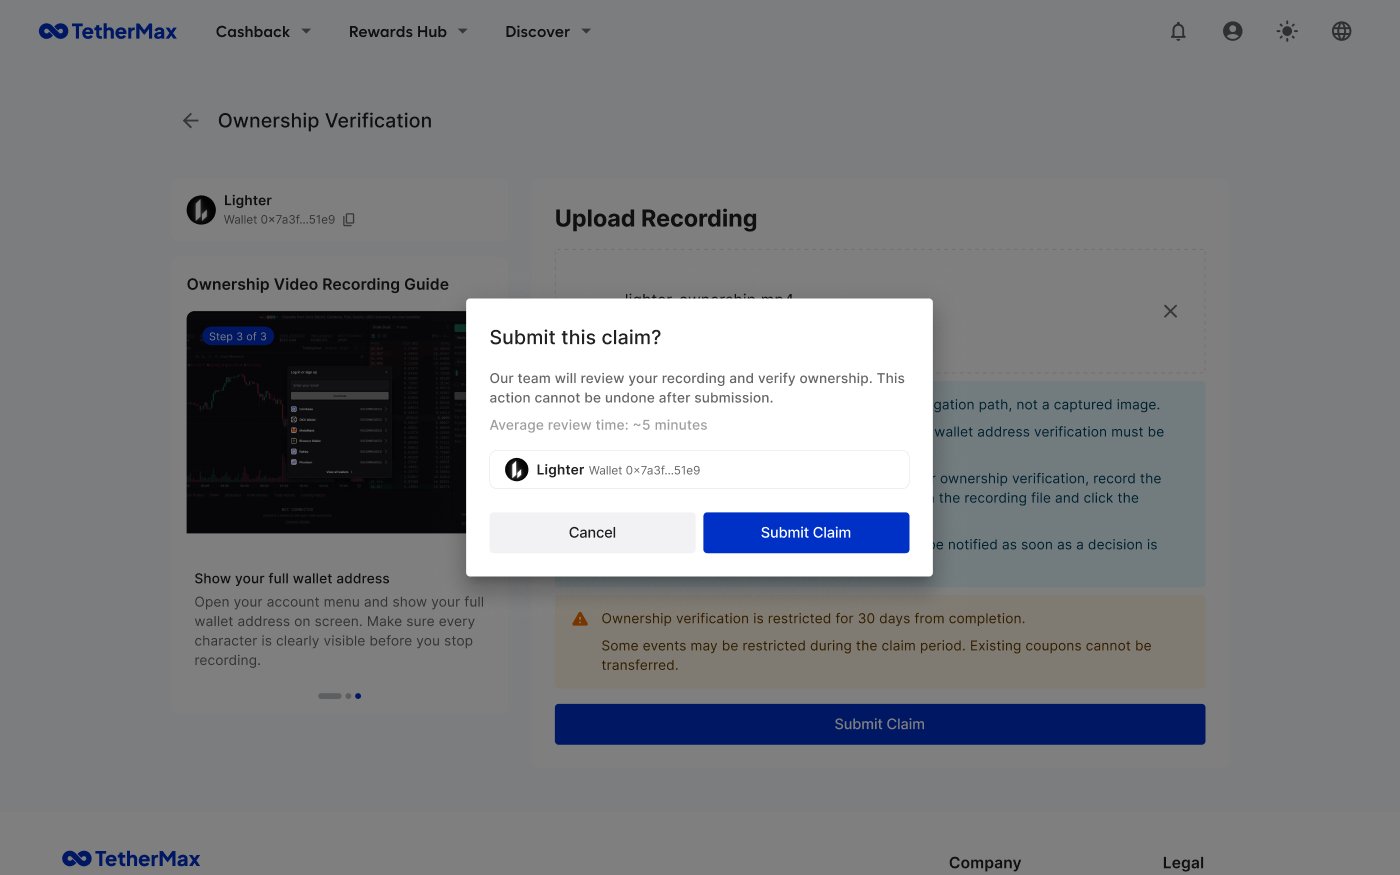 TetherMax Cashback Rewards Hub Discover
Ownership Verification
Lighter
Wallet 0x7a3f...51e9
Ownership Video Recording Guide
Step 3 of 3
Show your full wallet address
Open your account menu and show your full
wallet address on screen. Make sure every
character is clearly visible before you stop
recording.
Upload Recording
lighter_ownership.mp4
Submit this claim?
Our team will review your recording and verify ownership. This
action cannot be undone after submission.
Average review time: ~5 minutes
Lighter Wallet 0x7a3f...51e9
Cancel
Submit Claim
path, not a captured image.
wallet address verification must be
ownership verification, record the
the recording file and click the
be notified as soon as a decision is
Ownership verification is restricted for 30 days from completion.
Some events may be restricted during the claim period. Existing coupons cannot be
transferred.
Submit Claim
TetherMax
Company
Legal